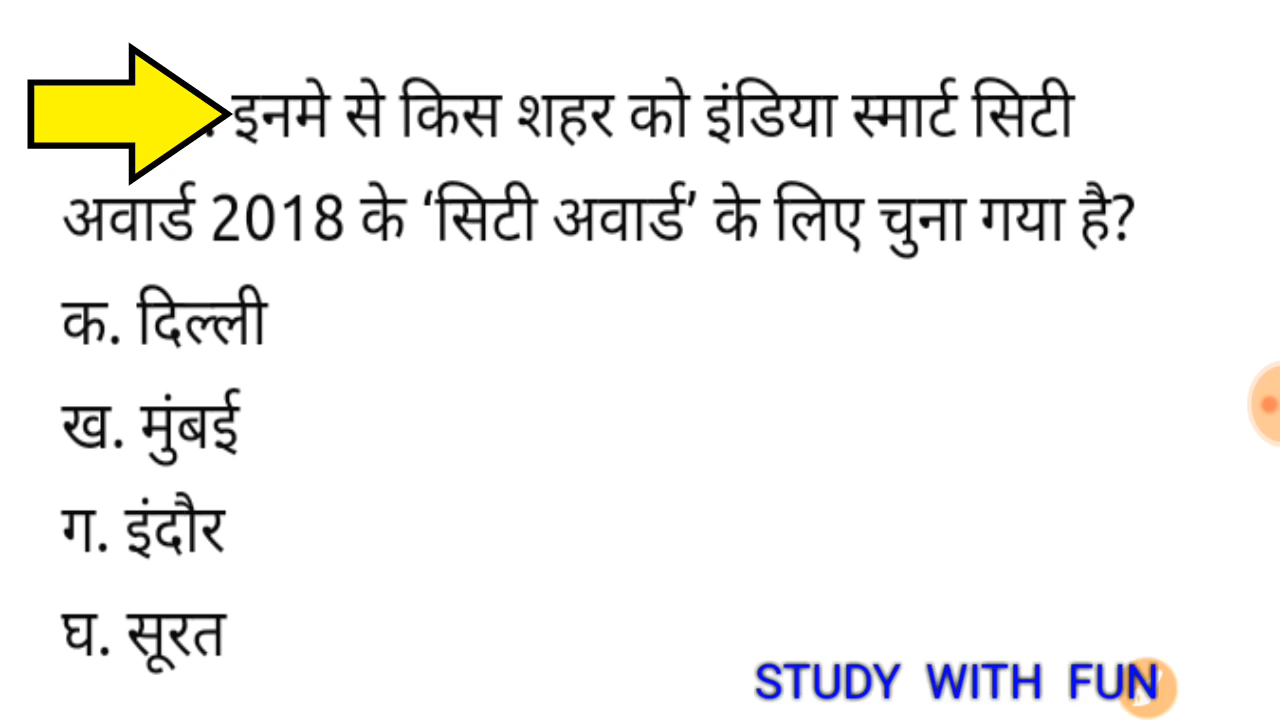 . इनमे से किस शहर को इंडिया स्मार्ट सिटी
अवार्ड 2018 के ‘सिटी अवार्ड’ के लिए चुना गया है?
क. दिल्ली
ख. मुंबई
ग. इंदौर
घ. सूरत
STUDY WITH FUN